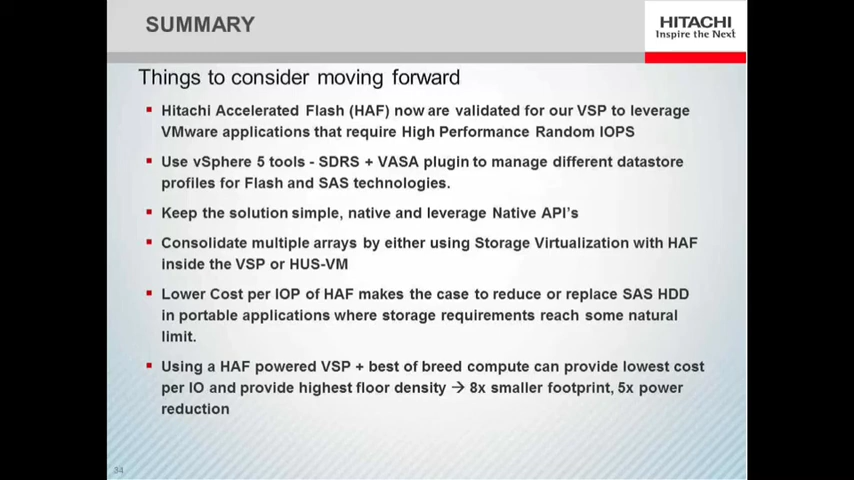 SUMMARY
HITACHI
Inspire the Next
Things to consider moving forward
▪ Hitachi Accelerated Flash (HAF) now are validated for our VSP to leverage
VMware applications that require High Performance Random IOPS
▪ Use vSphere 5 tools - SDRS + VASA plugin to manage different datastore
profiles for Flash and SAS technologies.
▪ Keep the solution simple, native and leverage Native API's
▪ Consolidate multiple arrays by either using Storage Virtualization with HAF
inside the VSP or HUS-VM
▪ Lower Cost per IOP of HAF makes the case to reduce or replace SAS HDD
in portable applications where storage requirements reach some natural
limit.
▪ Using a HAF powered VSP + best of breed compute can provide lowest cost
per IO and provide highest floor density → 8x smaller footprint, 5x power
reduction
34